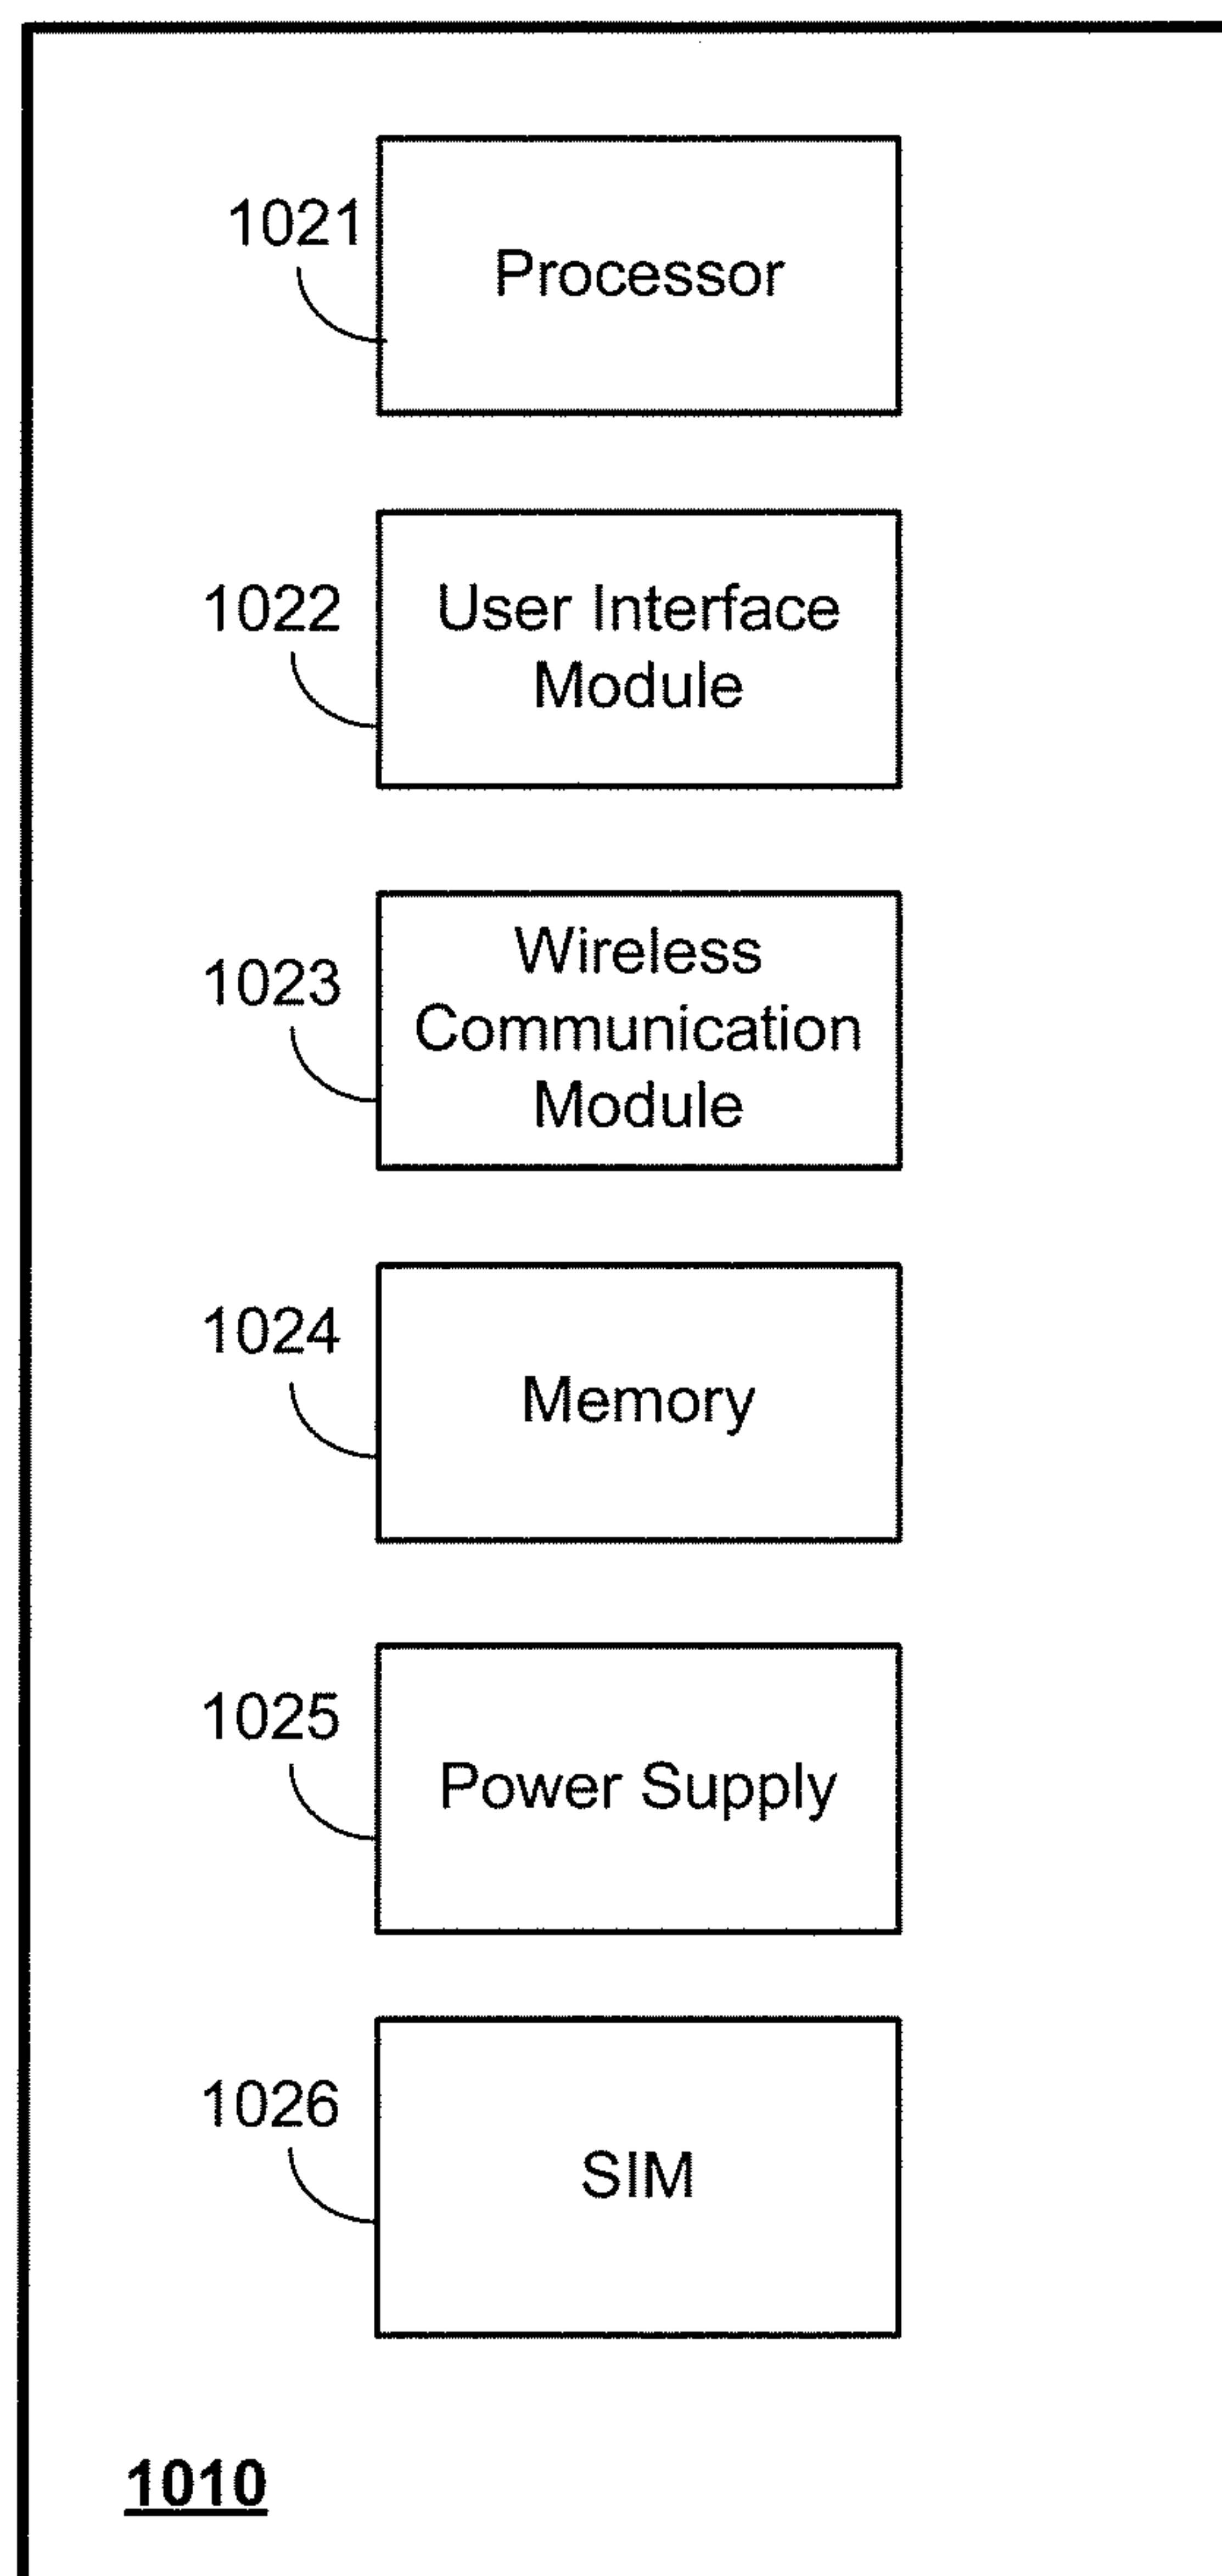 1021
Processor
1022
User Interface
Module
1023
Wireless
Communication
Module
1024
Memory
1025
Power Supply
1026
SIM
1010